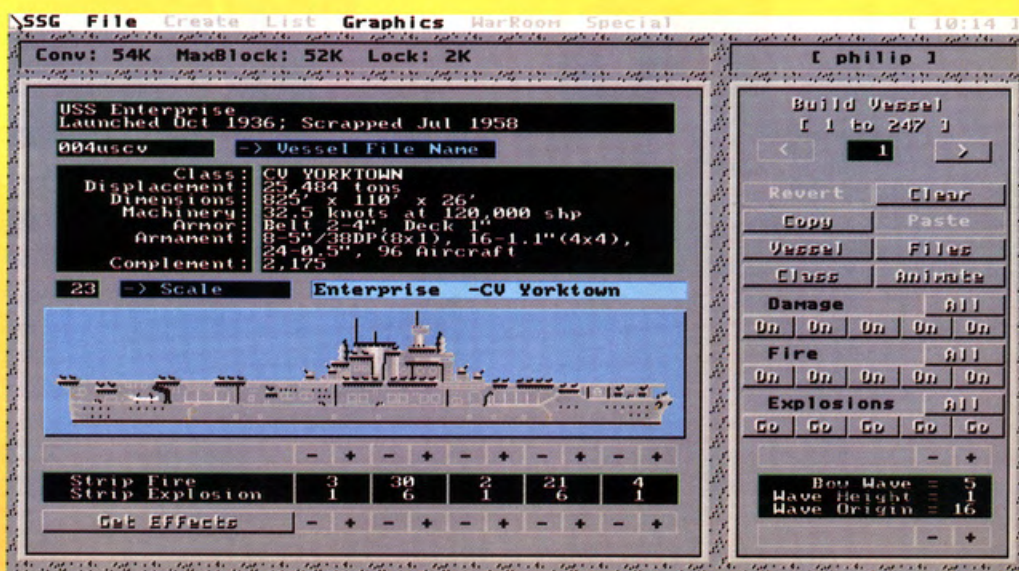 SSG File Create List Graphics WarRoom Special [ 10:14 ]
Conv: 54K MaxBlock: 52K Lock: 2K
[ philip ]
USS Enterprise
Launched Oct 1936; Scrapped Jul 1958
004uscv -> Vessel File Name
Class: CV YORKTOWN
Displacement: 25,484 tons
Dimensions: 825' x 110' x 26'
Machinery: 32.5 knots at 120,000 shp
Armor: Belt 2-4", Deck 1"
Armament: 8-5"/38DP(8x1), 16-1.1"(4x4),
24-0.5", 96 Aircraft
Complement: 2,175
23 -> Scale Enterprise -CV Yorktown
- + - + - + - + - +
Strip Fire 3 30 2 21 4
Strip Explosion 1 6 1 6 1
Get Effects - + - + - + - + - +
Build Vessel
[ 1 to 247 ]
< 1 >
Revert Clear
Copy Paste
Vessel Files
Class Animate
Damage All
On On On On On
Fire All
On On On On On
Explosions All
Go Go Go Go Go
- +
Bow Wave = 5
Wave Height = 1
Wave Origin = 16
- +